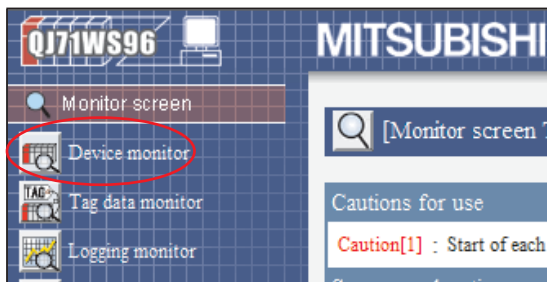 QJ71WS96
MITSUBISHI
Monitor screen
[Monitor screen
Device monitor
TAG
Tag data monitor
Cautions for use
Logging monitor
Caution[1] : Start of each